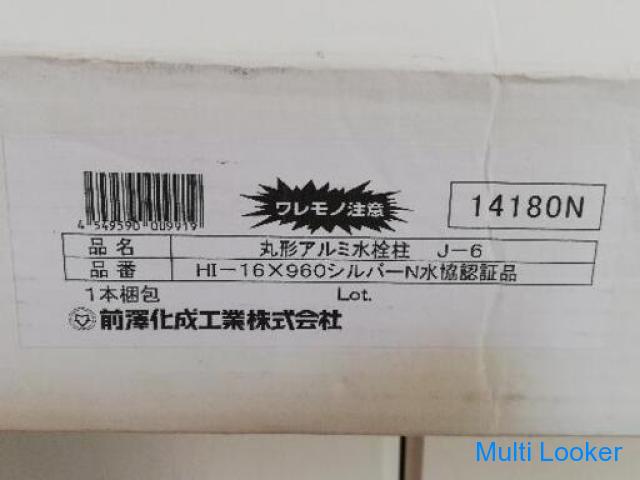 ワレモノ注意
14180N
4 549590 009919
品名 丸形アルミ水栓柱 J-6
品番 HI-16×960シルバーN水協認証品
1本梱包 Lot.
前澤化成工業株式会社
Multi Looker